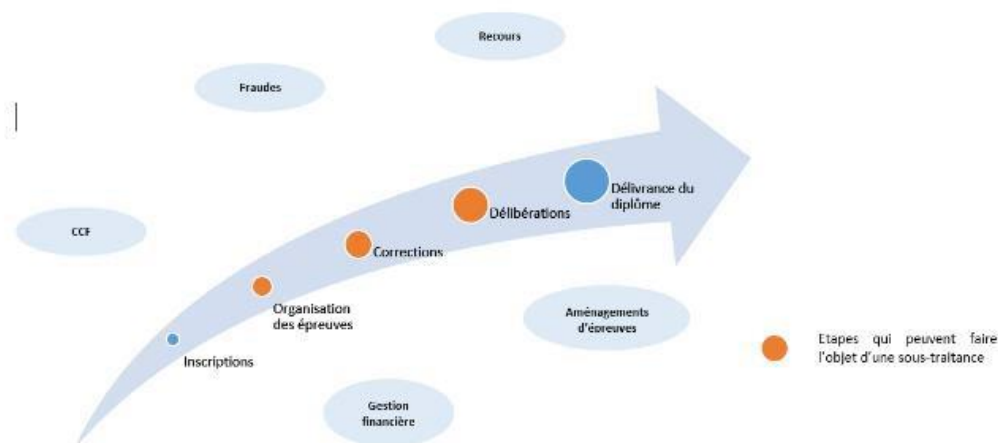 Recours
Fraudes
CCF
Délivrance du
diplôme
Délibérations
Corrections
Organisation
des épreuves
Inscriptions
Aménagements
d'épreuves
Gestion
financière
Etapes qui peuvent faire
l'objet d'une sous-traitance